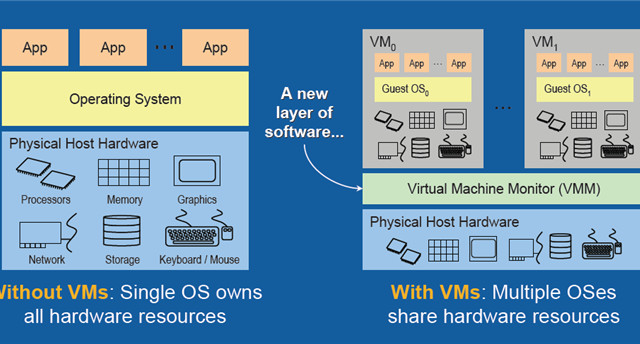 App App ... App
Operating System
Physical Host Hardware
Processors Memory Graphics
Network Storage Keyboard / Mouse
Without VMs: Single OS owns
all hardware resources
A new
layer of
software...
VM0
App App ... App
Guest OS0
...
VM1
App App ... App
Guest OS1
Virtual Machine Monitor (VMM)
Physical Host Hardware
With VMs: Multiple OSes
share hardware resources